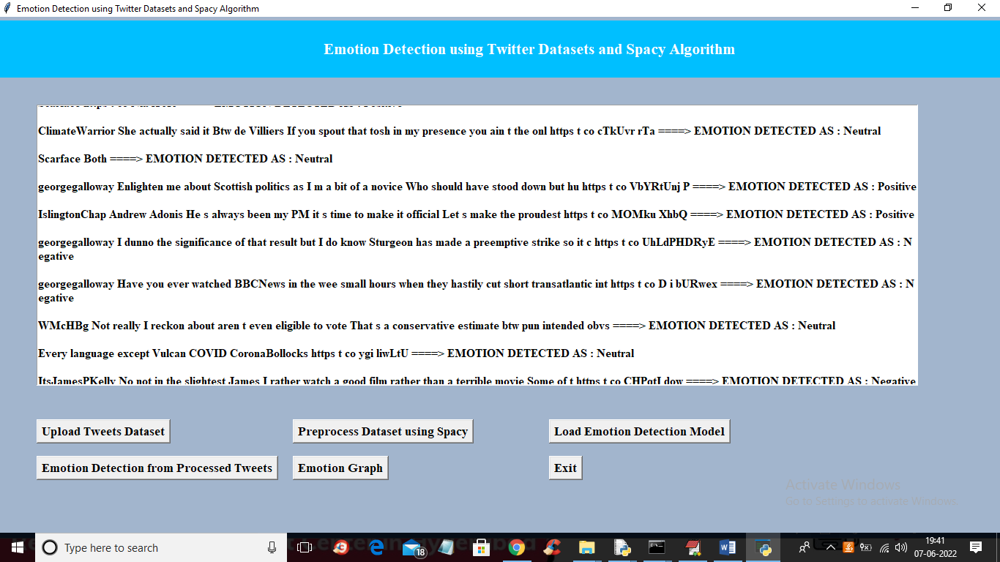 Emotion Detection using Twitter Datasets and Spacy Algorithm
Emotion Detection using Twitter Datasets and Spacy Algorithm
ClimateWarrior She actually said it Btw de Villiers If you spout that tosh in my presence you ain t the onl https t co cTkUvr rTa ====> EMOTION DETECTED AS : Neutral
Scarface Both ====> EMOTION DETECTED AS : Neutral
georgegalloway Enlighten me about Scottish politics as I m a bit of a novice Who should have stood down but hu https t co VbYRtUnj P ====> EMOTION DETECTED AS : Positive
IslingtonChap Andrew Adonis He s always been my PM it s time to make it official Let s make the proudest https t co MOMku XhbQ ====> EMOTION DETECTED AS : Positive
georgegalloway I dunno the significance of that result but I do know Sturgeon has made a preemptive strike so it c https t co UhLdPHDRyE ====> EMOTION DETECTED AS : N
egative
georgegalloway Have you ever watched BBCNews in the wee small hours when they hastily cut short transatlantic int https t co D i bURwex ====> EMOTION DETECTED AS : N
egative
WMcHBg Not really I reckon about aren t even eligible to vote That s a conservative estimate btw pun intended obvs ====> EMOTION DETECTED AS : Neutral
Every language except Vulcan COVID CoronaBollocks https t co ygi liwLtU ====> EMOTION DETECTED AS : Neutral
ItsJamesPKelly No not in the slightest James I rather watch a good film rather than a terrible movie Some of t https t co CHPqtI dow ====> EMOTION DETECTED AS : Negative
Upload Tweets Dataset
Preprocess Dataset using Spacy
Load Emotion Detection Model
Emotion Detection from Processed Tweets
Emotion Graph
Exit
Activate Windows
Go to Settings to activate Windows.
Type here to search
18
19:41
07-06-2022